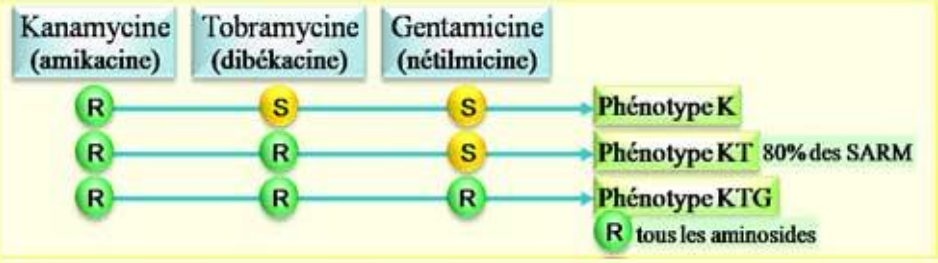 Kanamycine Tobramycine Gentamicine
(amikacine) (dibékacine) (nétilmicine)
R S S Phénotype K
R R S Phénotype KT 80% des SARM
R R R Phénotype KTG
R tous les aminosides